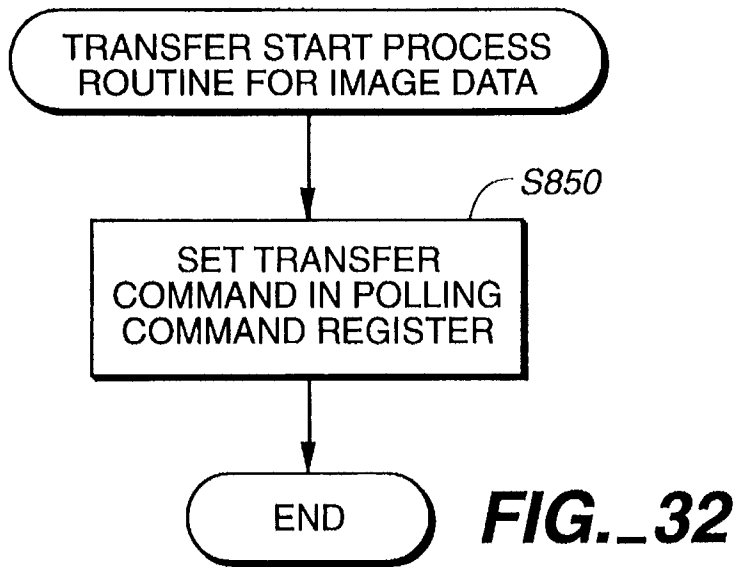 TRANSFER START PROCESS
ROUTINE FOR IMAGE DATA
S850
SET TRANSFER
COMMAND IN POLLING
COMMAND REGISTER
END
FIG._32